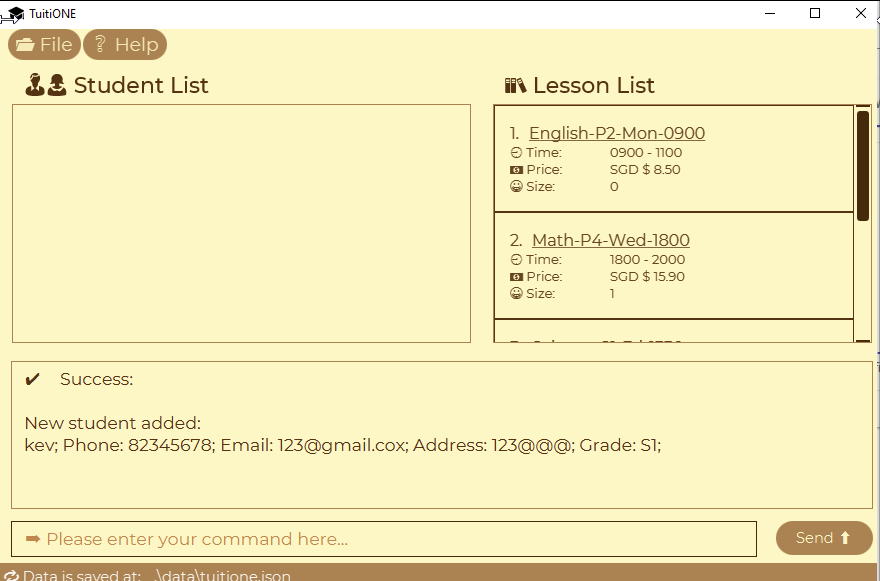 TuitiONE
File Help
Student List
Lesson List
1. English-P2-Mon-0900
Time: 0900 - 1100
Price: SGD $ 8.50
Size: 0
2. Math-P4-Wed-1800
Time: 1800 - 2000
Price: SGD $ 15.90
Size: 1
✔ Success:
New student added:
kev; Phone: 82345678; Email: 123@gmail.cox; Address: 123@@@; Grade: S1;
➡ Please enter your command here...
Send ⬆
Data is saved at: .\data\tuitione.json